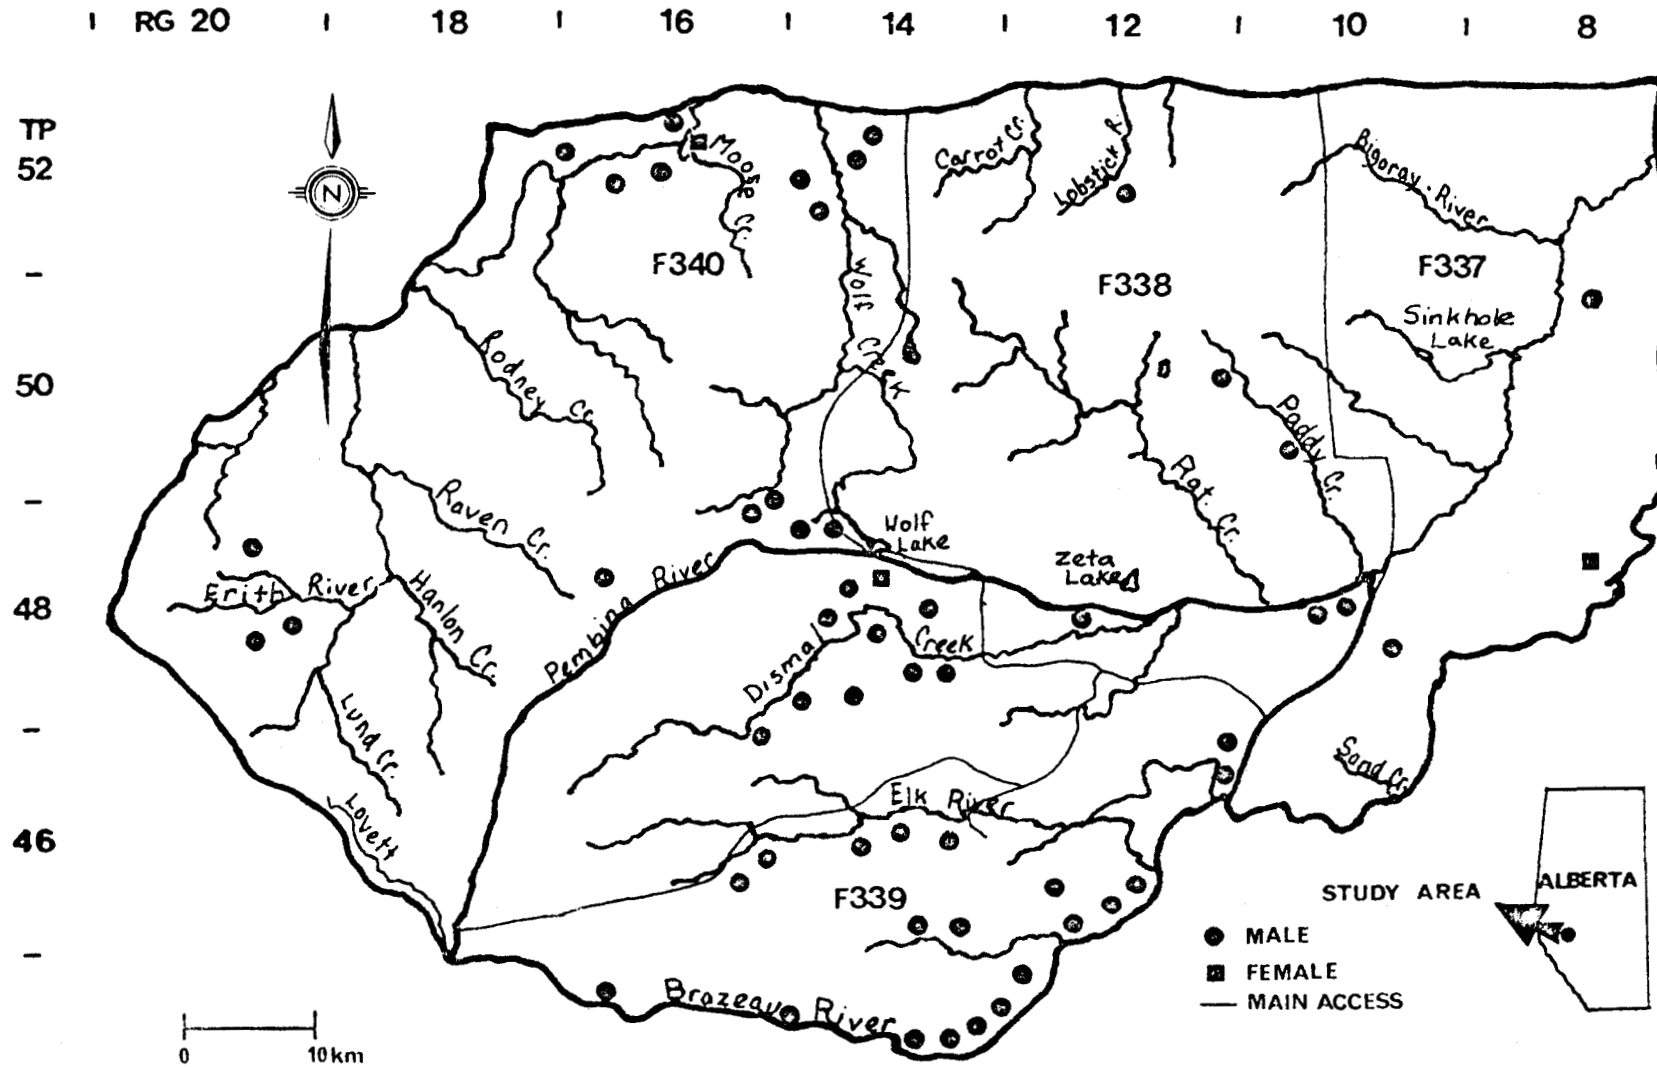 RG 20 18 16 14 12 10 8
TP
52
50
48
46
N
Moose Cr.
Carrot Cr.
Lobstick R.
Bigoray River
F340
Wolf Creek
F338
F337
Sinkhole
Lake
Rodney Cr.
Paddy Cr.
Rat Cr.
Raven Cr.
Wolf
Lake
Zeta
Lake
Erith River
Hanlon Cr.
Pembina River
Dismal Creek
Lund Cr.
Lovett
Sand Cr.
Elk River
F339
Brazeau River
STUDY AREA
ALBERTA
MALE
FEMALE
MAIN ACCESS
0 10km